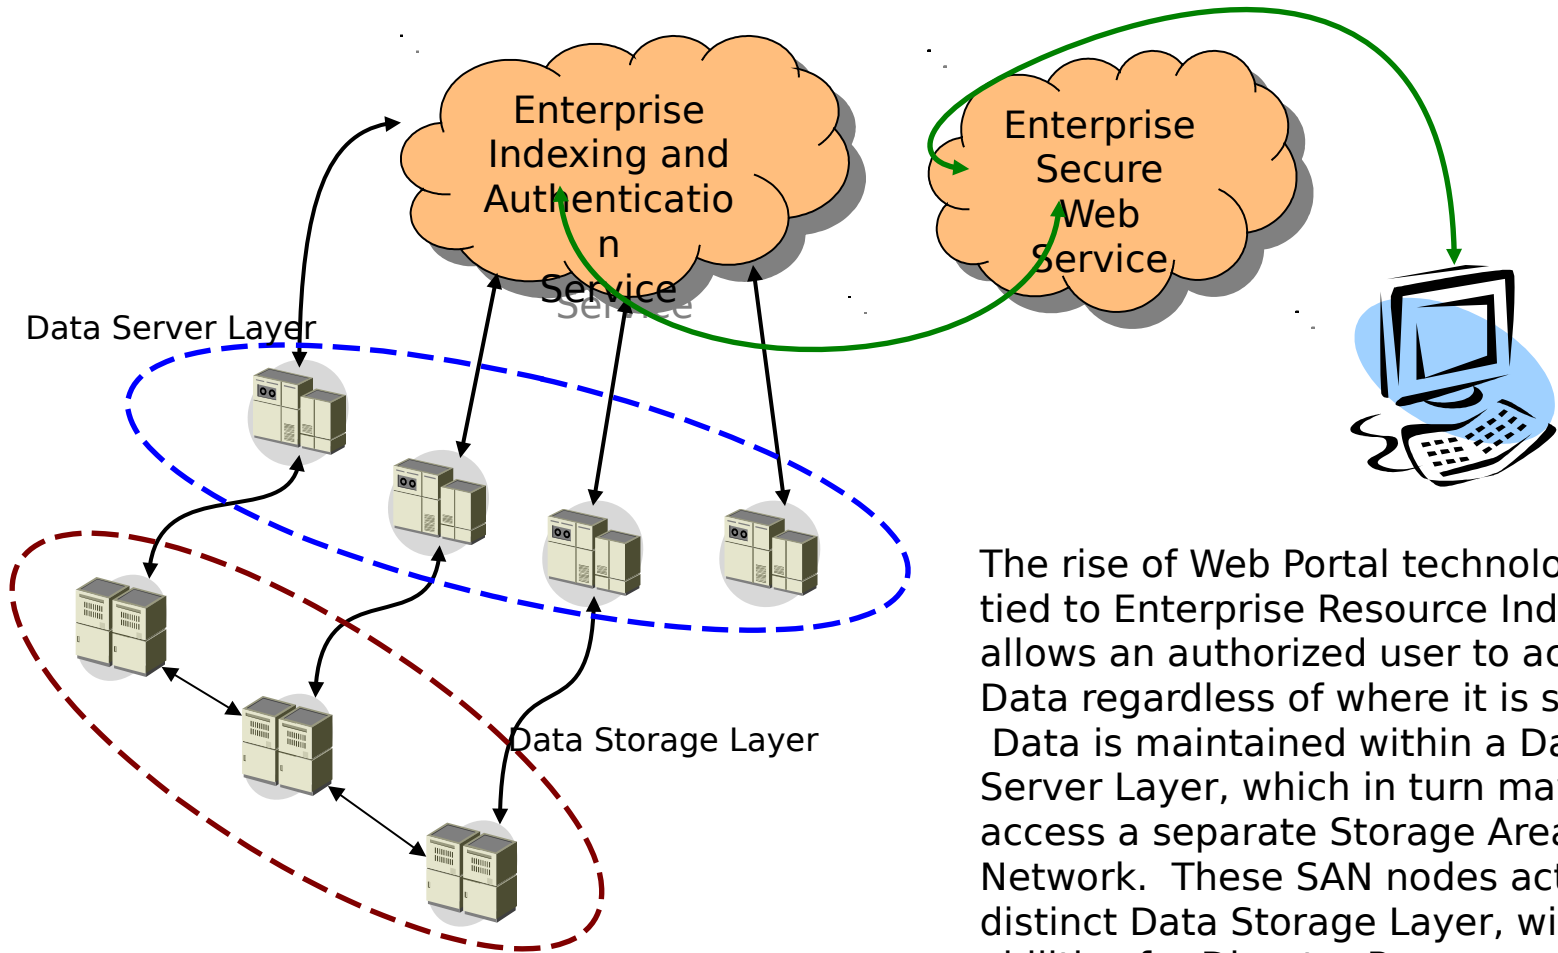 Enterprise
Indexing and
Authenticatio
n
Service
Enterprise
Secure
Web
Service
Data Server Layer
Data Storage Layer
The rise of Web Portal technolo
tied to Enterprise Resource Ind
allows an authorized user to ac
Data regardless of where it is s
Data is maintained within a Da
Server Layer, which in turn ma
access a separate Storage Area
Network. These SAN nodes act
distinct Data Storage Layer, wi